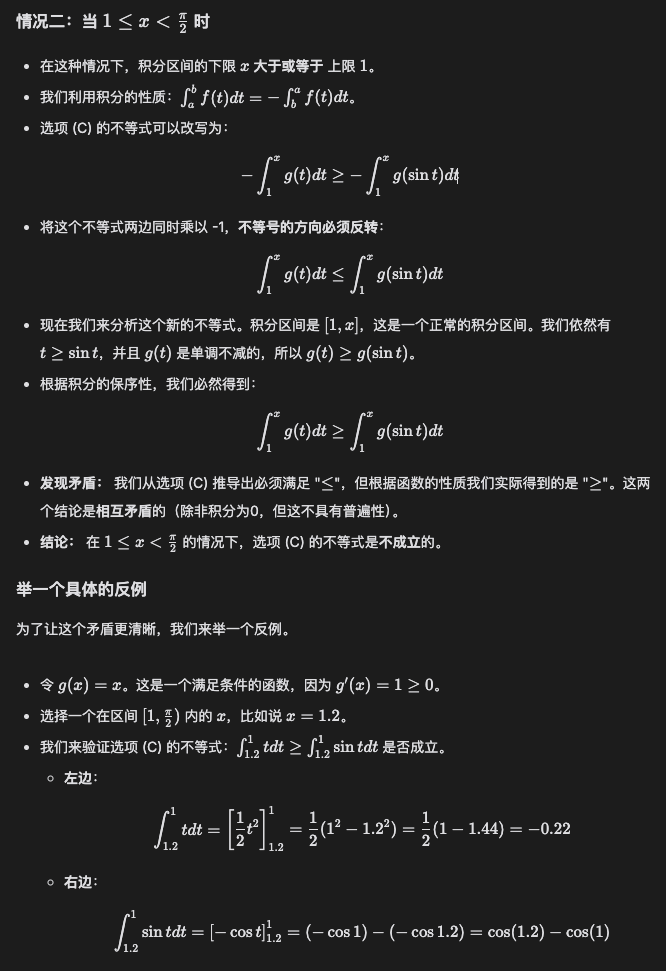 情况二：当 $1 \leq x < \frac{\pi}{2}$ 时
• 在这种情况下，积分区间的下限 $x$ 大于或等于 上限 $1$。
• 我们利用积分的性质：$\int_a^b f(t)dt = -\int_b^a f(t)dt$。
• 选项 (C) 的不等式可以改写为：
$-\int_1^x g(t)dt \geq -\int_1^x g(\sin t)dt$
• 将这个不等式两边同时乘以 -1，不等号的方向必须反转：
$\int_1^x g(t)dt \leq \int_1^x g(\sin t)dt$
• 现在我们来分析这个新的不等式。积分区间是 $[1, x]$，这是一个正常的积分区间。我们依然有
$t \geq \sin t$，并且 $g(t)$ 是单调不减的，所以 $g(t) \geq g(\sin t)$。
• 根据积分的保序性，我们必然得到：
$\int_1^x g(t)dt \geq \int_1^x g(\sin t)dt$
• 发现矛盾： 我们从选项 (C) 推导出必须满足 "$\leq$"，但根据函数的性质我们实际得到的是 "$\geq$"。这两
个结论是相互矛盾的（除非积分为0，但这不具有普遍性）。
• 结论： 在 $1 \leq x < \frac{\pi}{2}$ 的情况下，选项 (C) 的不等式是不成立的。
举一个具体的反例
为了让这个矛盾更清晰，我们来举一个反例。
• 令 $g(x) = x$。这是一个满足条件的函数，因为 $g'(x) = 1 \geq 0$。
• 选择一个在区间 $[1, \frac{\pi}{2})$ 内的 $x$，比如说 $x = 1.2$。
• 我们来验证选项 (C) 的不等式：$\int_{1.2}^1 tdt \geq \int_{1.2}^1 \sin tdt$ 是否成立。
◦ 左边：
$\int_{1.2}^1 tdt = \left[\frac{1}{2}t^2\right]_{1.2}^1 = \frac{1}{2}(1^2 - 1.2^2) = \frac{1}{2}(1 - 1.44) = -0.22$
◦ 右边：
$\int_{1.2}^1 \sin tdt = [-\cos t]_{1.2}^1 = (-\cos 1) - (-\cos 1.2) = \cos(1.2) - \cos(1)$